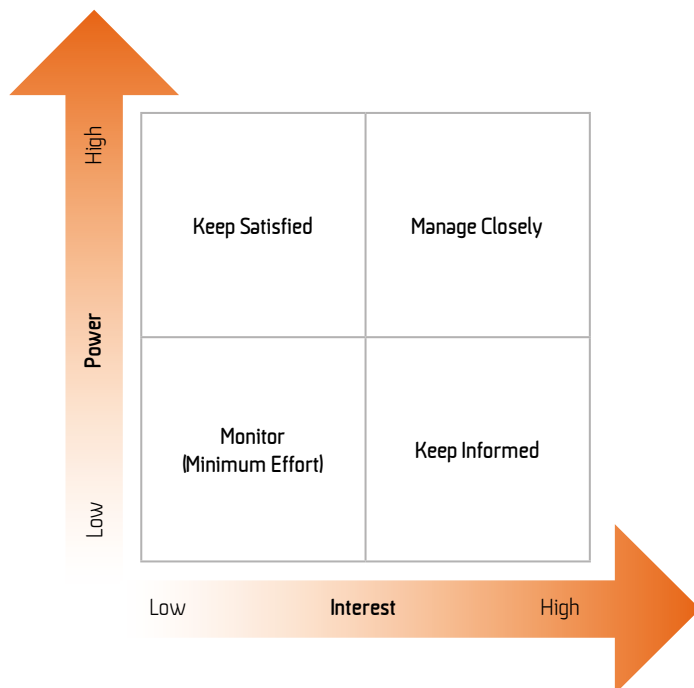 High
Keep Satisfied
Manage Closely
Power
Monitor
(Minimum Effort)
Keep Informed
Low
Low
Interest
High